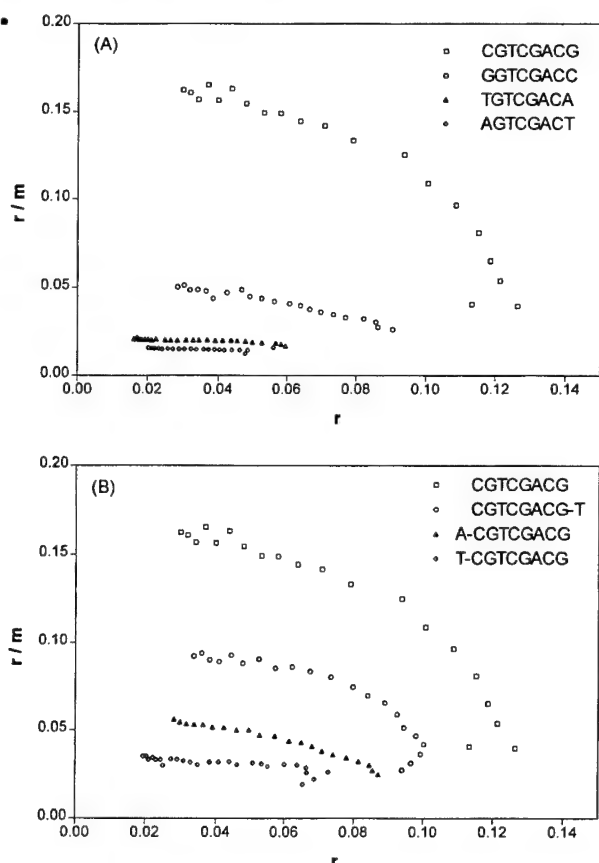 (A)
CGTCGACG
GGTCGACC
TGTCGACA
AGTCGACT
0.20
0.15
0.10
0.05
0.00
r / m
0.00 0.02 0.04 0.06 0.08 0.10 0.12 0.14
r
(B)
CGTCGACG
CGTCGACG-T
A-CGTCGACG
T-CGTCGACG
0.20
0.15
0.10
0.05
0.00
r / m
0.00 0.02 0.04 0.06 0.08 0.10 0.12 0.14
r